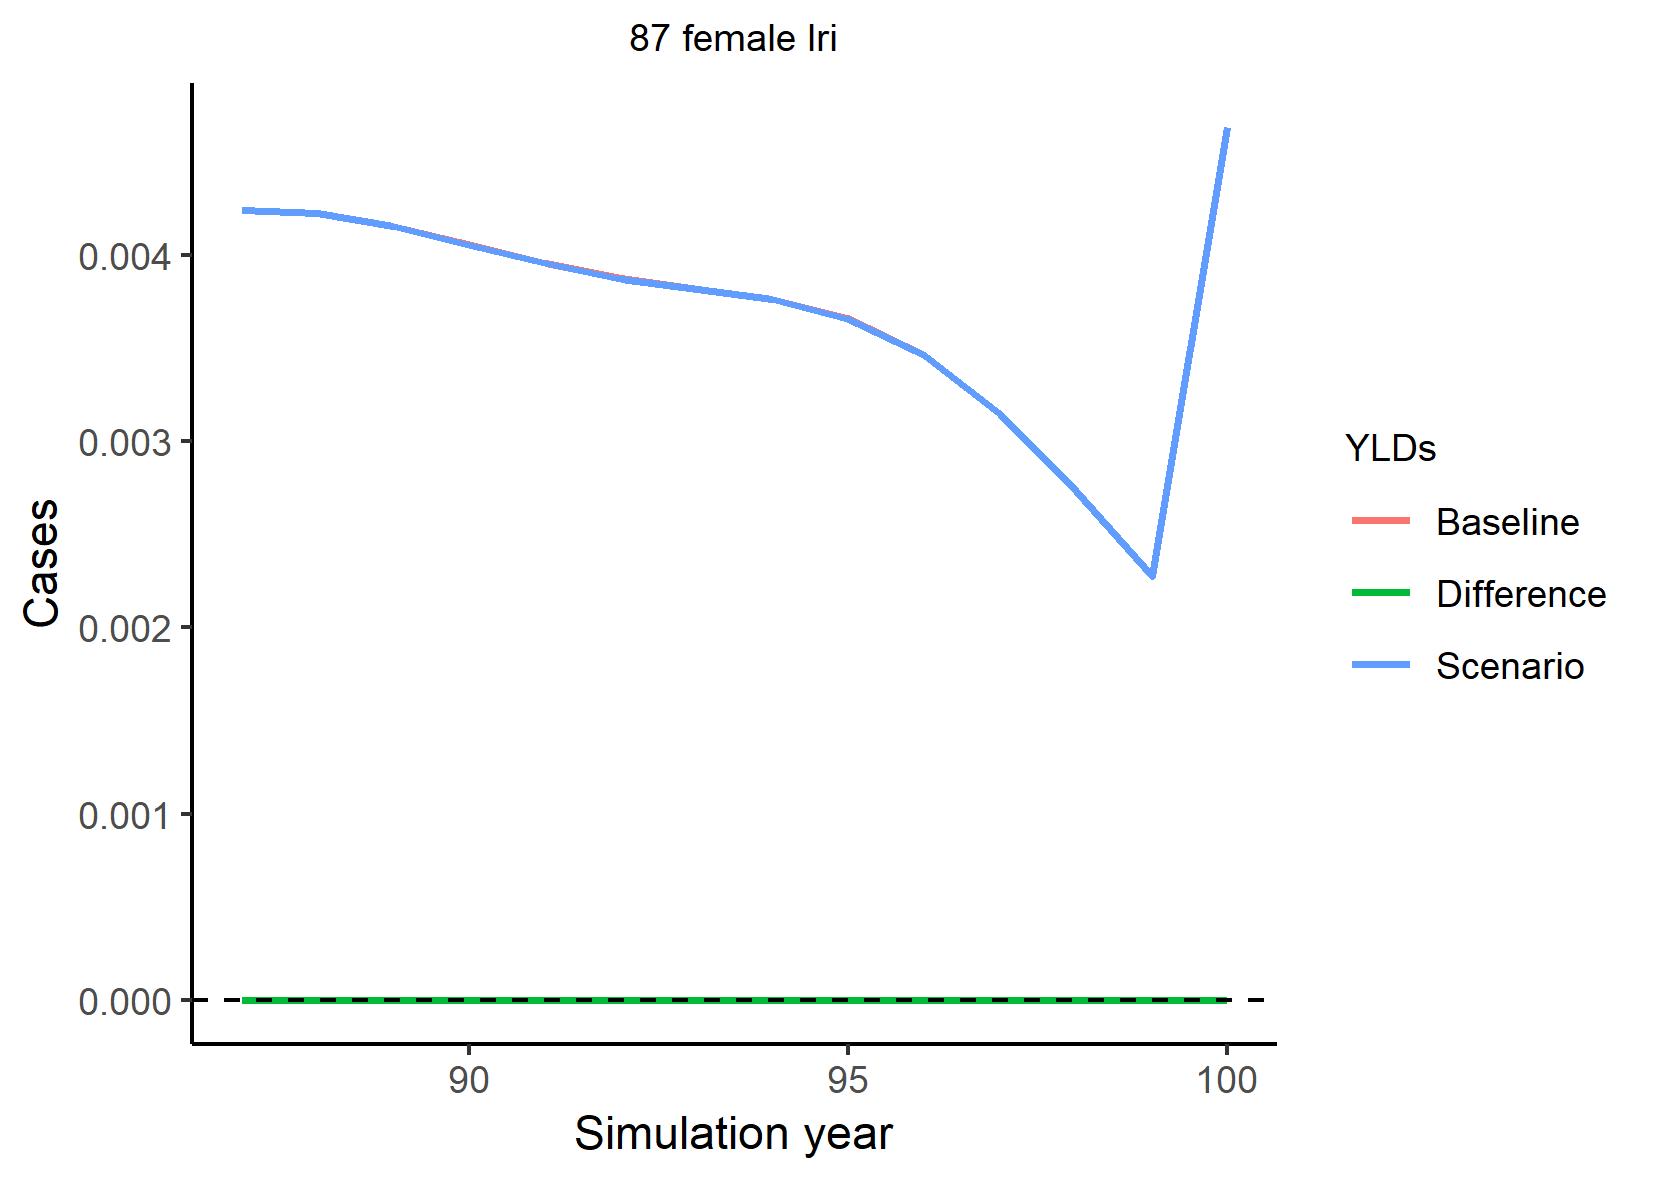 87 female lri
Cases
0.004
0.003
0.002
0.001
0.000
90 95 100
Simulation year
YLDs
Baseline
Difference
Scenario